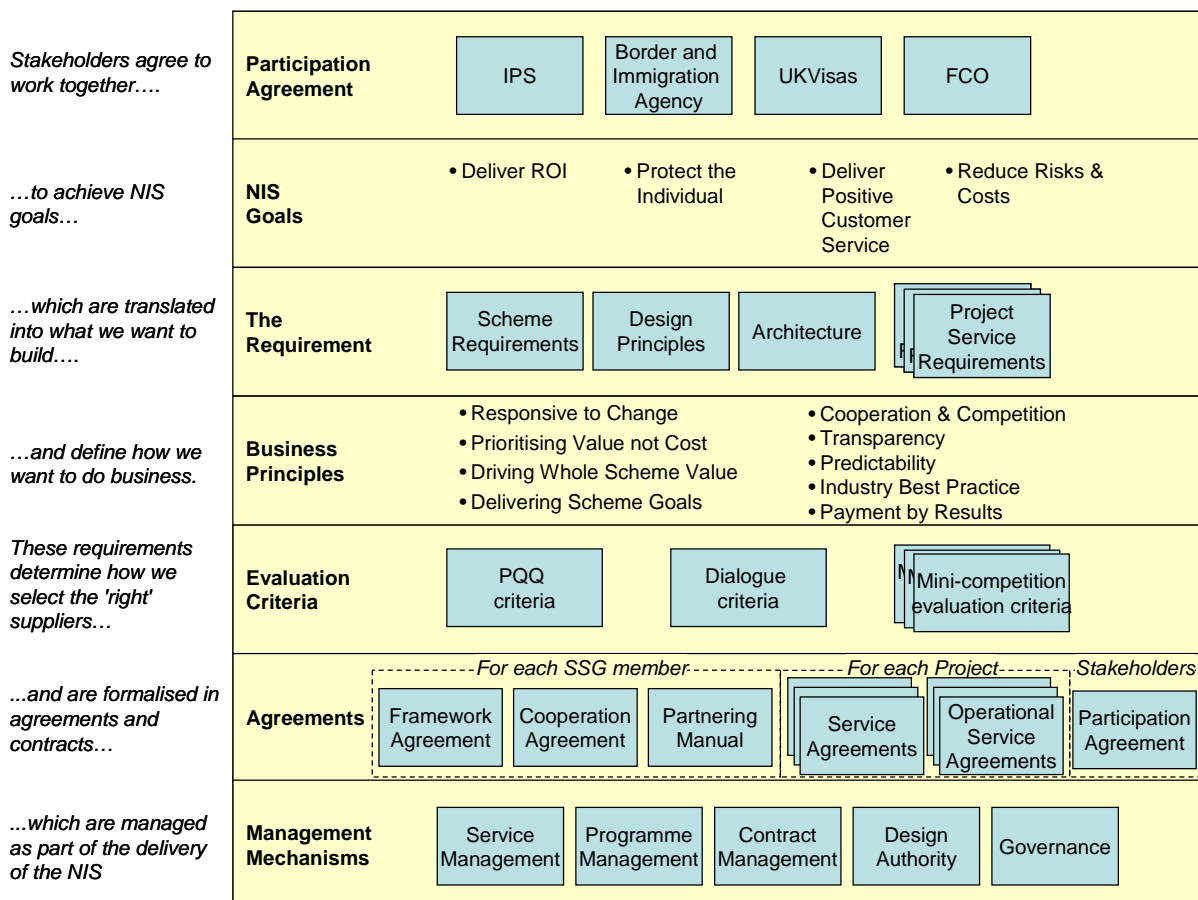 Stakeholders agree to
work together….
Participation
Agreement
IPS
Border and
Immigration
Agency
UKVisas
FCO
…to achieve NIS
goals…
NIS
Goals
• Deliver ROI
• Protect the
Individual
• Deliver
Positive
Customer
Service
• Reduce Risks &
Costs
…which are translated
into what we want to
build….
The
Requirement
Scheme
Requirements
Design
Principles
Architecture
Project
Service
Requirements
…and define how we
want to do business.
Business
Principles
• Responsive to Change
• Prioritising Value not Cost
• Driving Whole Scheme Value
• Delivering Scheme Goals
• Cooperation & Competition
• Transparency
• Predictability
• Industry Best Practice
• Payment by Results
These requirements
determine how we
select the 'right'
suppliers…
Evaluation
Criteria
PQQ
criteria
Dialogue
criteria
Mini-competition
evaluation criteria
...and are formalised in
agreements and
contracts…
Agreements
For each SSG member
Framework
Agreement
Cooperation
Agreement
Partnering
Manual
For each Project
Service
Agreements
Operational
Service
Agreements
Stakeholders
Participation
Agreement
...which are managed
as part of the delivery
of the NIS
Management
Mechanisms
Service
Management
Programme
Management
Contract
Management
Design
Authority
Governance